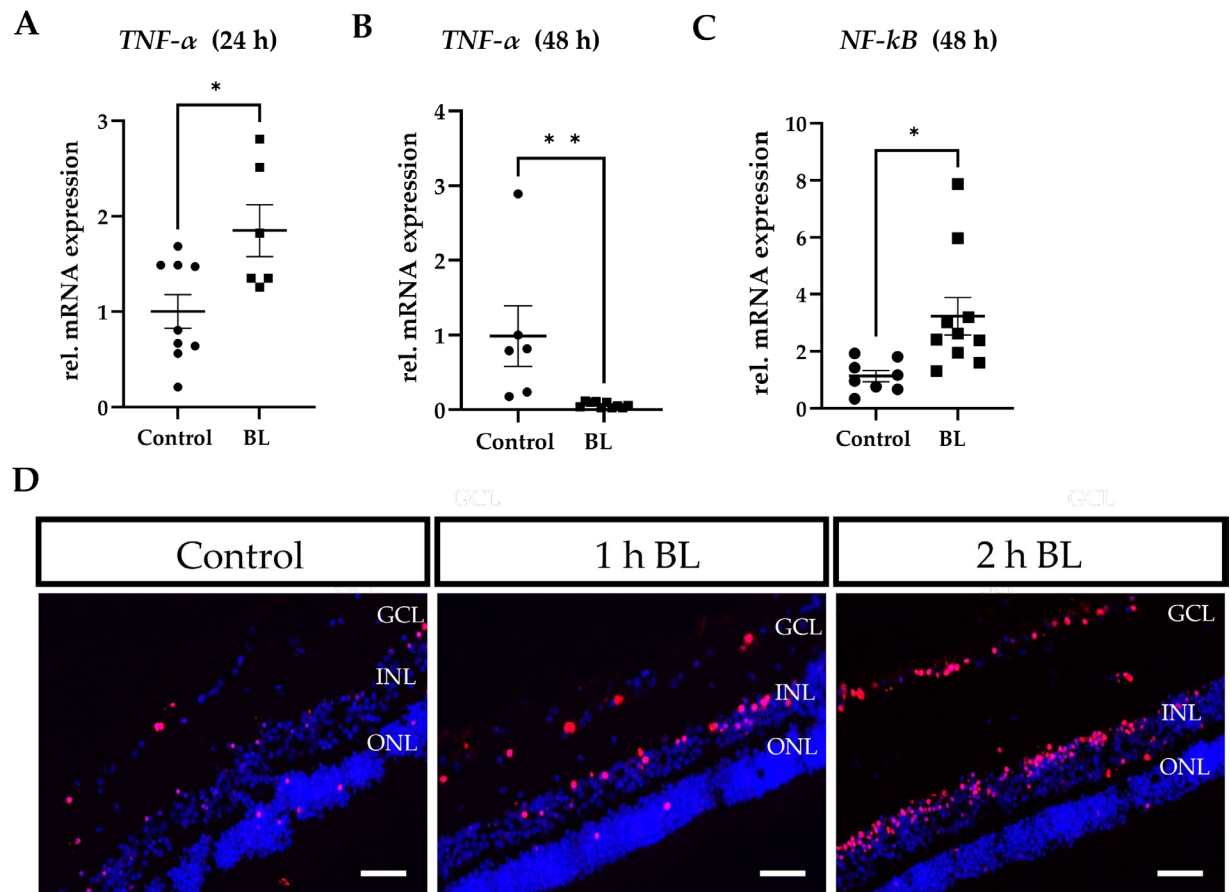 A
TNF-α (24 h)
*
rel. mRNA expression
3
2
1
0
Control BL
B
TNF-α (48 h)
* *
rel. mRNA expression
4
3
2
1
0
Control BL
C
NF-kB (48 h)
*
rel. mRNA expression
10
8
6
4
2
0
Control BL
D
GCL GCL
Control 1 h BL 2 h BL
GCL
INL
ONL
GCL
INL
ONL
GCL
INL
ONL